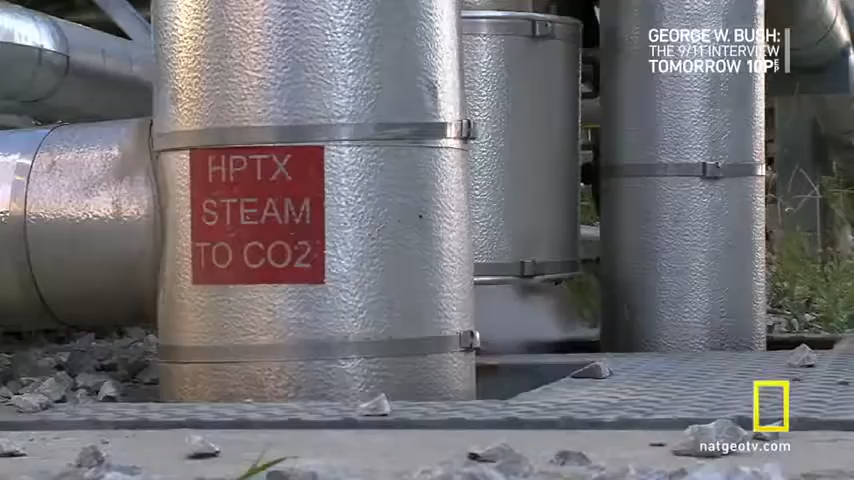 GEORGE W. BUSH:
THE 9/11 INTERVIEW
TOMORROW 10P
HPTX
STEAM
TO CO2
natgeotv.com